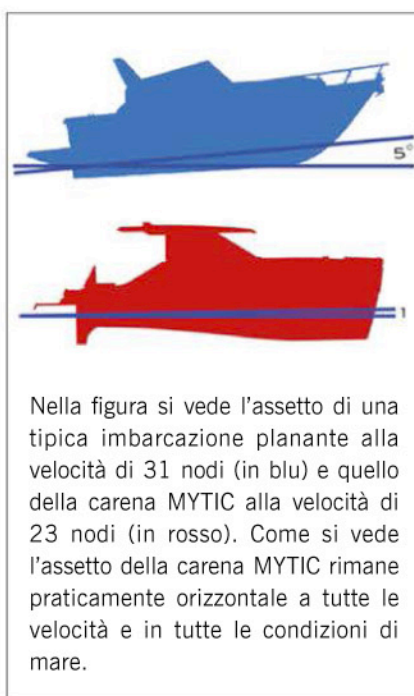 5°
1
Nella figura si vede l’assetto di una
tipica imbarcazione planante alla
velocità di 31 nodi (in blu) e quello
della carena MYTIC alla velocità di
23 nodi (in rosso). Come si vede
l’assetto della carena MYTIC rimane
praticamente orizzontale a tutte le
velocità e in tutte le condizioni di
mare.